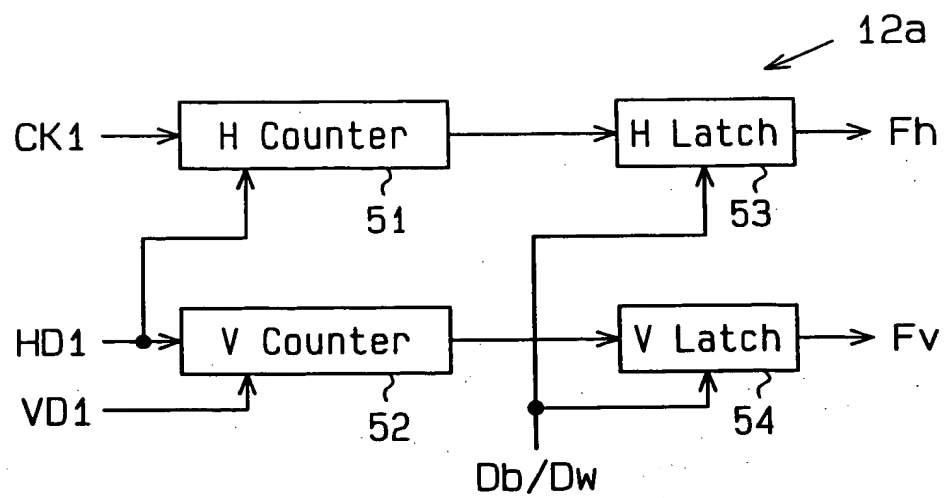 12a
CK1
H Counter
H Latch
Fh
51
53
HD1
V Counter
V Latch
Fv
VD1
52
54
Db/Dw